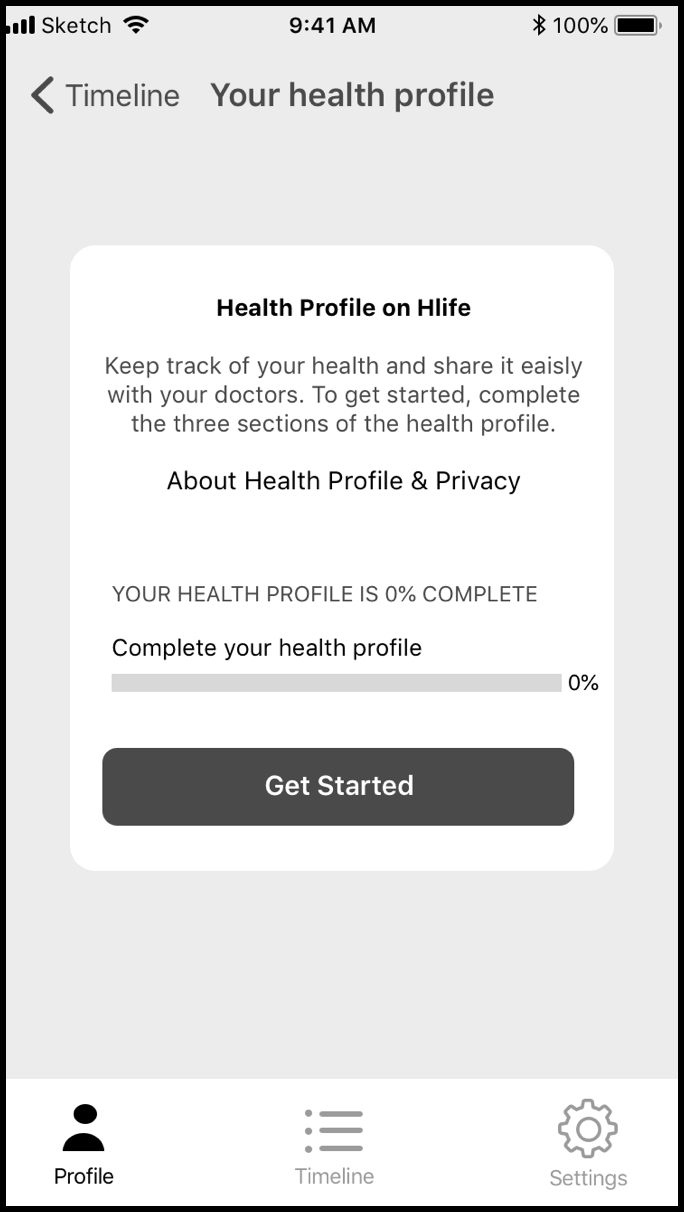 Sketch 9:41 AM 100%
Timeline Your health profile
Health Profile on Hlife
Keep track of your health and share it eaisly
with your doctors. To get started, complete
the three sections of the health profile.
About Health Profile & Privacy
YOUR HEALTH PROFILE IS 0% COMPLETE
Complete your health profile
0%
Get Started
Profile Timeline Settings